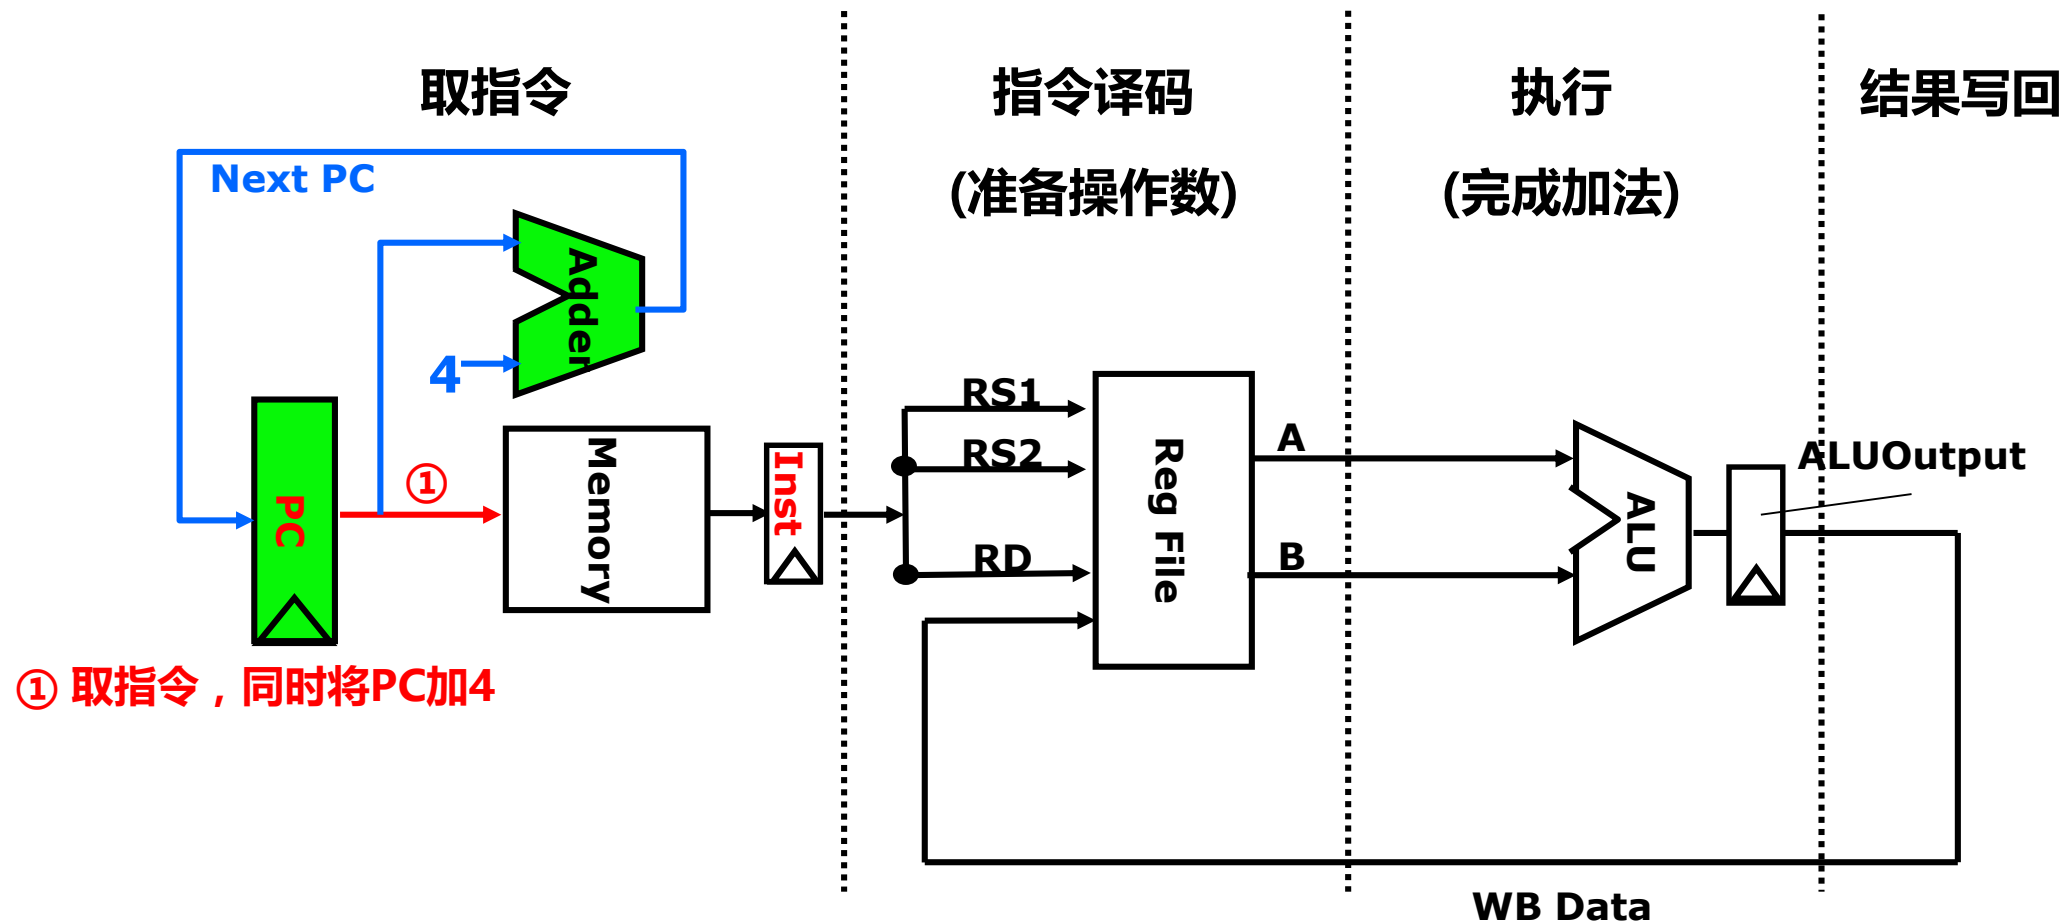 取指令
指令译码
(准备操作数)
执行
(完成加法)
结果写回
Next PC
Adder
4
PC
①
Memory
Inst
RS1
RS2
RD
Reg File
A
B
ALU
ALUOutput
① 取指令，同时将PC加4
WB Data